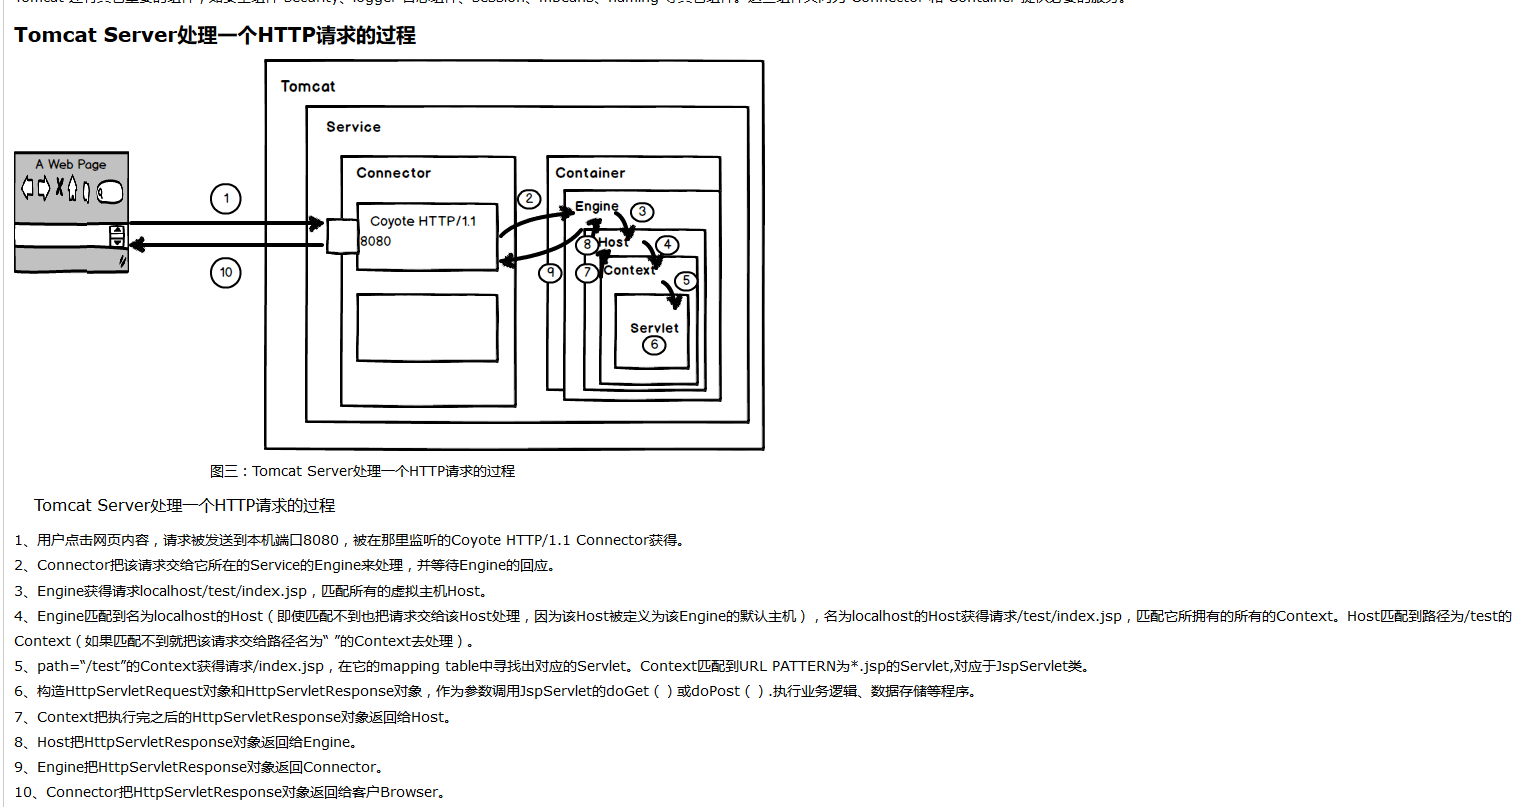 Tomcat Server处理一个HTTP请求的过程
Tomcat
Service
A Web Page
Connector
Container
1
2
Coyote HTTP/1.1
Engine
3
8080
8
Host
4
10
9
7
Context
5
Servlet
6
图三：Tomcat Server处理一个HTTP请求的过程
Tomcat Server处理一个HTTP请求的过程
1、用户点击网页内容，请求被发送到本机端口8080，被在那里监听的Coyote HTTP/1.1 Connector获得。
2、Connector把该请求交给它所在的Service的Engine来处理，并等待Engine的回应。
3、Engine获得请求localhost/test/index.jsp，匹配所有的虚拟主机Host。
4、Engine匹配到名为localhost的Host（即使匹配不到也把请求交给该Host处理，因为该Host被定义为该Engine的默认主机），名为localhost的Host获得请求/test/index.jsp，匹配它所拥有的所有的Context。Host匹配到路径为/test的
Context（如果匹配不到就把该请求交给路径名为“ ”的Context去处理）。
5、path=“/test”的Context获得请求/index.jsp，在它的mapping table中寻找出对应的Servlet。Context匹配到URL PATTERN为*.jsp的Servlet,对应于JspServlet类。
6、构造HttpServletRequest对象和HttpServletResponse对象，作为参数调用JspServlet的doGet（）或doPost（）.执行业务逻辑、数据存储等程序。
7、Context把执行完之后的HttpServletResponse对象返回给Host。
8、Host把HttpServletResponse对象返回给Engine。
9、Engine把HttpServletResponse对象返回Connector。
10、Connector把HttpServletResponse对象返回给客户Browser。